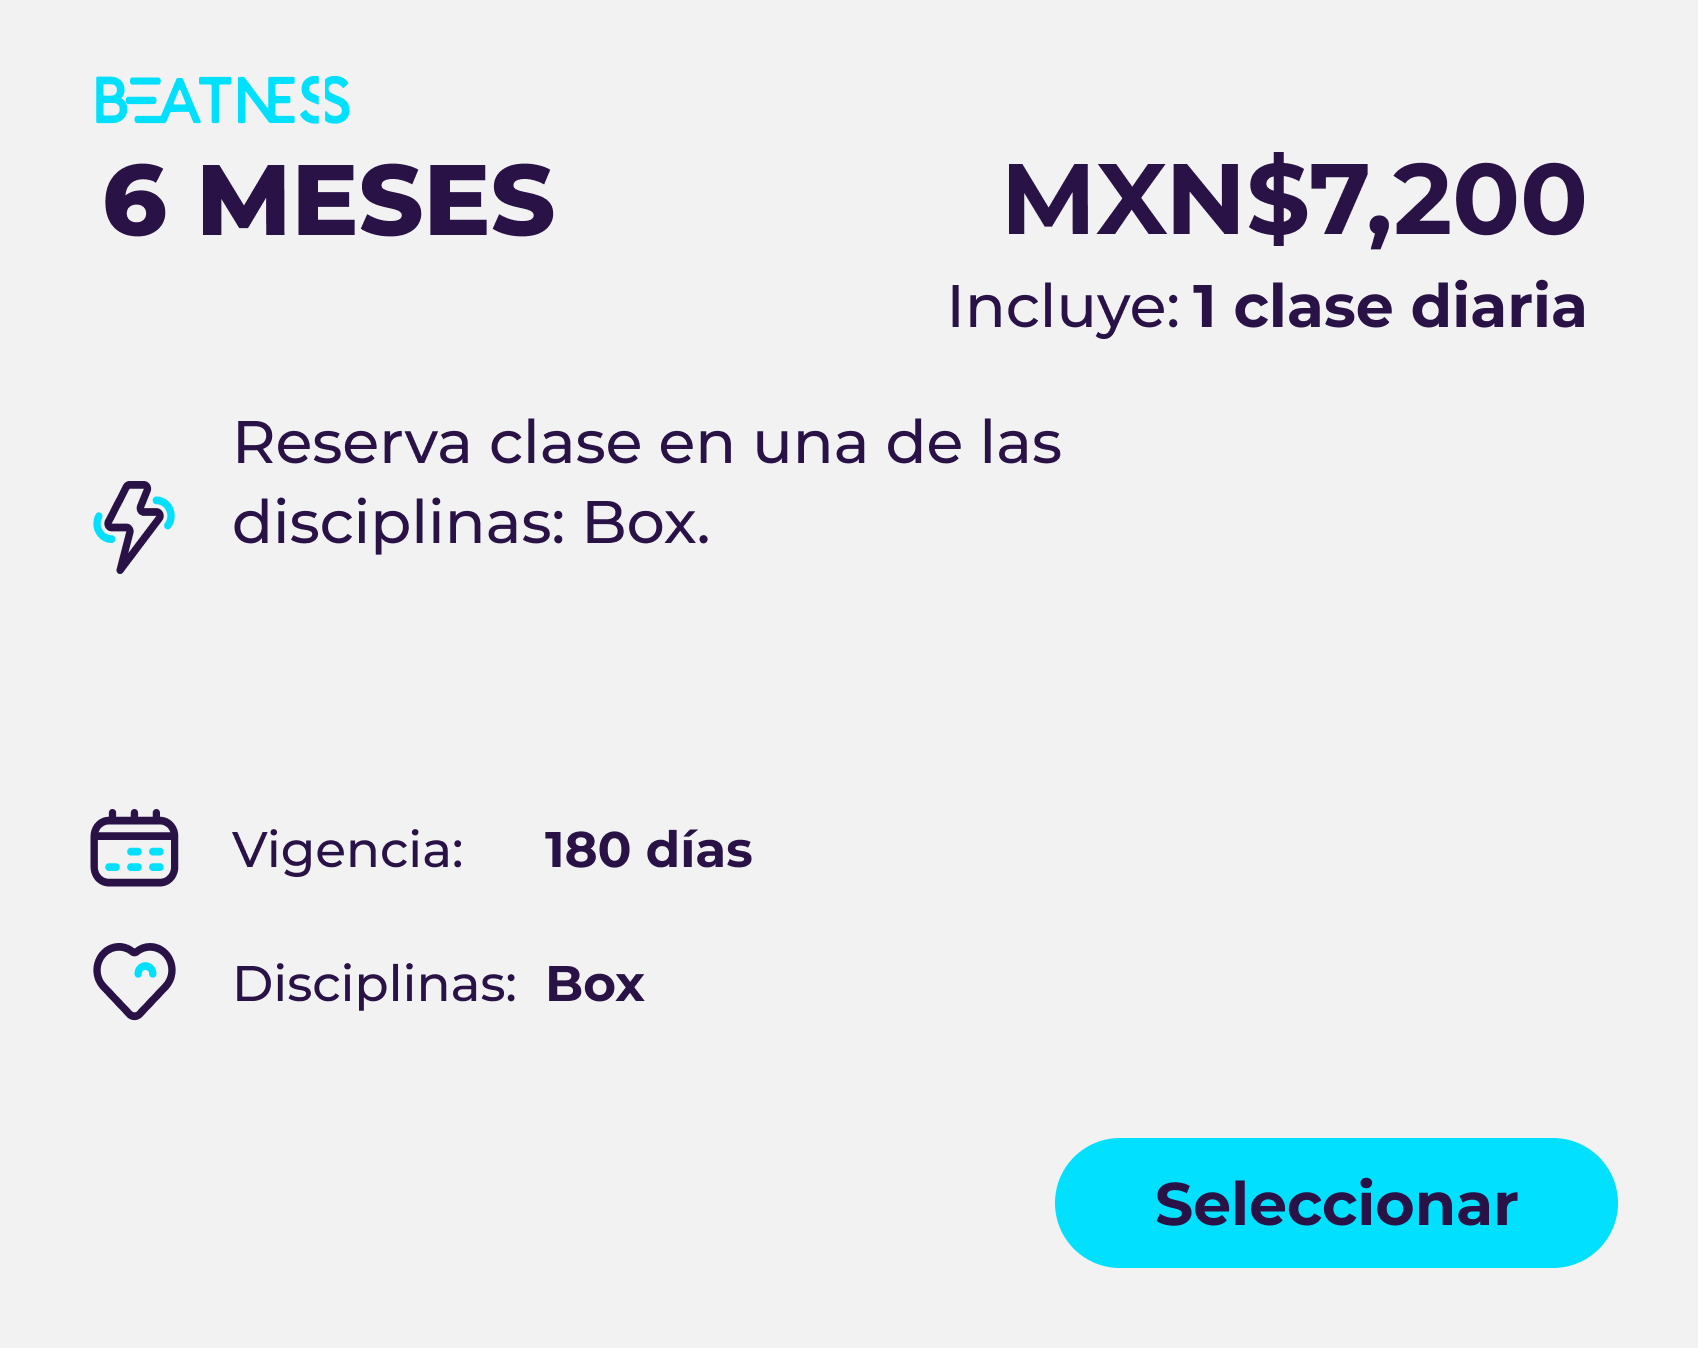 BEATNESS
6 MESES
MXN$7,200
Incluye: 1 clase diaria
Reserva clase en una de las
disciplinas: Box.
Vigencia: 180 días
Disciplinas: Box
Seleccionar